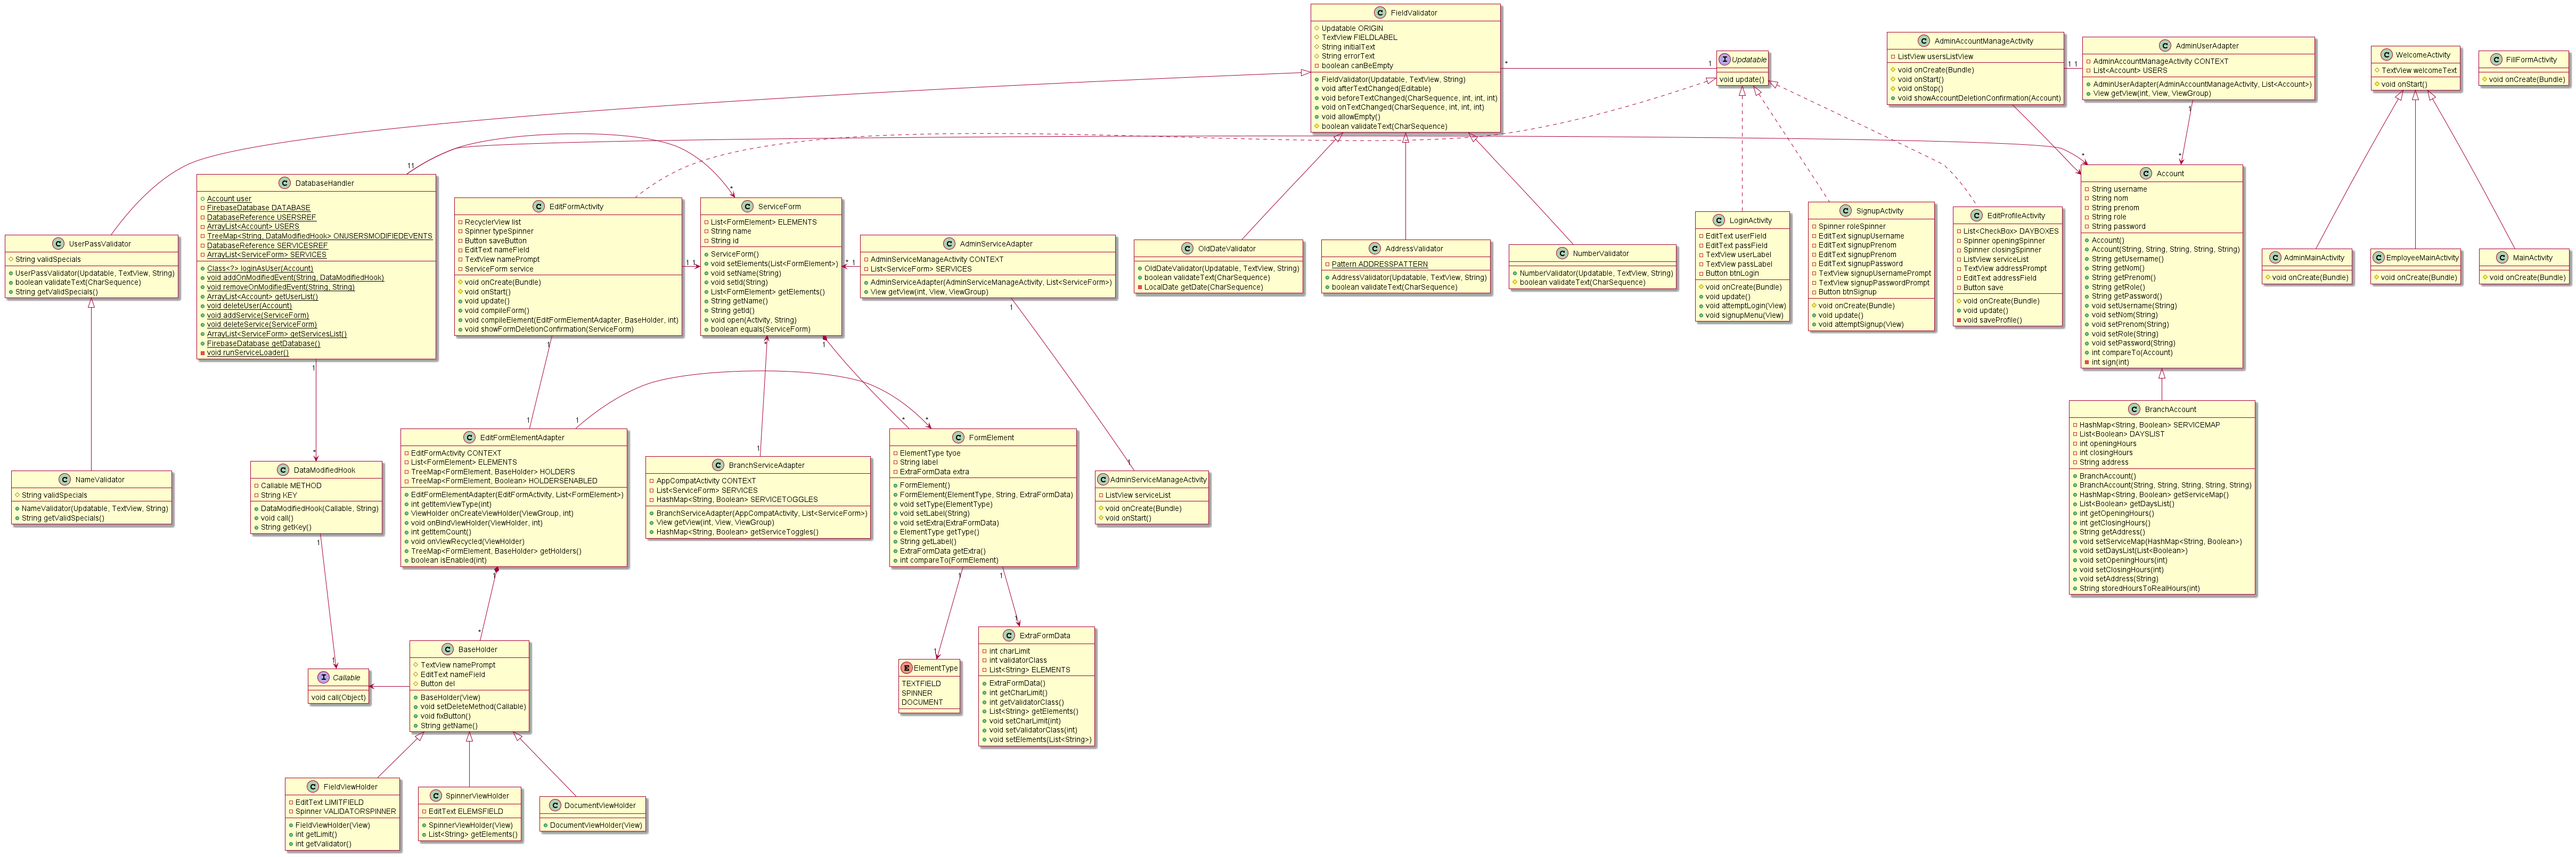 FieldValidator
Updatable ORIGIN
TextView FIELDLABEL
String initialText
String errorText
boolean canBeEmpty
FieldValidator(Updatable, TextView, String)
void afterTextChanged(Editable)
void beforeTextChanged(CharSequence, int, int, int)
void onTextChanged(CharSequence, int, int, int)
void allowEmpty()
boolean validateText(CharSequence)
* 1
Updatable
void update()
AdminAccountManageActivity
ListView usersListView
void onCreate(Bundle)
void onStart()
void onStop()
void showAccountDeletionConfirmation(Account)
1 1
AdminUserAdapter
AdminAccountManageActivity CONTEXT
List<Account> USERS
AdminUserAdapter(AdminAccountManageActivity, List<Account>)
View getView(int, View, ViewGroup)
1
*
*
WelcomeActivity
TextView welcomeText
void onStart()
FillFormActivity
void onCreate(Bundle)
UserPassValidator
String validSpecials
UserPassValidator(Updatable, TextView, String)
boolean validateText(CharSequence)
String getValidSpecials()
11
DatabaseHandler
Account user
FirebaseDatabase DATABASE
DatabaseReference USERSREF
ArrayList<Account> USERS
TreeMap<String, DataModifiedHook> ONUSERSMODIFIEDEVENTS
DatabaseReference SERVICESREF
ArrayList<ServiceForm> SERVICES
Class<?> loginAsUser(Account)
void addOnModifiedEvent(String, DataModifiedHook)
void removeOnModifiedEvent(String, String)
ArrayList<Account> getUserList()
void deleteUser(Account)
void addService(ServiceForm)
void deleteService(ServiceForm)
ArrayList<ServiceForm> getServicesList()
FirebaseDatabase getDatabase()
void runServiceLoader()
1
*
EditFormActivity
RecyclerView list
Spinner typeSpinner
Button saveButton
EditText nameField
TextView namePrompt
ServiceForm service
void onCreate(Bundle)
void onStart()
void update()
void compileForm()
void compileElement(EditFormElementAdapter, BaseHolder, int)
void showFormDeletionConfirmation(ServiceForm)
1 1
1
1
*
ServiceForm
List<FormElement> ELEMENTS
String name
String id
ServiceForm()
void setElements(List<FormElement>)
void setName(String)
void setId(String)
List<FormElement> getElements()
String getName()
String getId()
void open(Activity, String)
boolean equals(ServiceForm)
* 1
*
1
1
*
AdminServiceAdapter
AdminServiceManageActivity CONTEXT
List<ServiceForm> SERVICES
AdminServiceAdapter(AdminServiceManageActivity, List<ServiceForm>)
View getView(int, View, ViewGroup)
1
1
OldDateValidator
OldDateValidator(Updatable, TextView, String)
LocalDate getDate(CharSequence)
AddressValidator
Pattern ADDRESSPATTERN
AddressValidator(Updatable, TextView, String)
boolean validateText(CharSequence)
NumberValidator
NumberValidator(Updatable, TextView, String)
boolean validateText(CharSequence)
LoginActivity
EditText userField
EditText passField
TextView userLabel
TextView passLabel
Button btnLogin
void onCreate(Bundle)
void update()
void attemptLogin(View)
void signupMenu(View)
SignupActivity
Spinner roleSpinner
EditText signupUsername
EditText signupPrenom
EditText signupPrenom
EditText signupPassword
TextView signupUsernamePrompt
TextView signupPasswordPrompt
Button btnSignup
void onCreate(Bundle)
void update()
void attemptSignup(View)
EditProfileActivity
List<CheckBox> DAYBOXES
Spinner openingSpinner
Spinner closingSpinner
ListView serviceList
TextView addressPrompt
EditText addressField
Button save
void onCreate(Bundle)
void update()
void saveProfile()
Account
String username
String nom
String prenom
String role
String password
Account()
Account(String, String, String, String, String)
String getUsername()
String getNom()
String getPrenom()
String getRole()
String getPassword()
void setUsername(String)
void setNom(String)
void setPrenom(String)
void setRole(String)
void setPassword(String)
int compareTo(Account)
int sign(int)
AdminMainActivity
void onCreate(Bundle)
EmployeeMainActivity
void onCreate(Bundle)
MainActivity
void onCreate(Bundle)
NameValidator
String validSpecials
NameValidator(Updatable, TextView, String)
String getValidSpecials()
DataModifiedHook
Callable METHOD
String KEY
DataModifiedHook(Callable, String)
void call()
String getKey()
1
1
EditFormElementAdapter
EditFormActivity CONTEXT
List<FormElement> ELEMENTS
TreeMap<FormElement, BaseHolder> HOLDERS
TreeMap<FormElement, Boolean> HOLDERSENABLED
EditFormElementAdapter(EditFormActivity, List<FormElement>)
int getItemViewType(int)
ViewHolder onCreateViewHolder(ViewGroup, int)
void onBindViewHolder(ViewHolder, int)
int getItemCount()
void onViewRecycled(ViewHolder)
TreeMap<FormElement, BaseHolder> getHolders()
boolean isEnabled(int)
1
*
1
*
BranchServiceAdapter
AppCompatActivity CONTEXT
List<ServiceForm> SERVICES
HashMap<String, Boolean> SERVICETOGGLES
BranchServiceAdapter(AppCompatActivity, List<ServiceForm>)
View getView(int, View, ViewGroup)
HashMap<String, Boolean> getServiceToggles()
FormElement
ElementType tyoe
String label
ExtraFormData extra
FormElement()
FormElement(ElementType, String, ExtraFormData)
void setType(ElementType)
void setLabel(String)
void setExtra(ExtraFormData)
ElementType getType()
String getLabel()
ExtraFormData getExtra()
int compareTo(FormElement)
1 1
1 1
AdminServiceManageActivity
ListView serviceList
void onCreate(Bundle)
void onStart()
BranchAccount
HashMap<String, Boolean> SERVICEMAP
List<Boolean> DAYSLIST
int openingHours
int closingHours
String address
BranchAccount()
BranchAccount(String, String, String, String, String)
HashMap<String, Boolean> getServiceMap()
List<Boolean> getDaysList()
int getOpeningHours()
int getClosingHours()
String getAddress()
void setServiceMap(HashMap<String, Boolean>)
void setDaysList(List<Boolean>)
void setOpeningHours(int)
void setClosingHours(int)
void setAddress(String)
String storedHoursToRealHours(int)
Callable
void call(Object)
BaseHolder
TextView namePrompt
EditText nameField
Button del
BaseHolder(View)
void setDeleteMethod(Callable)
void fixButton()
String getName()
ElementType
TEXTFIELD
SPINNER
DOCUMENT
ExtraFormData
int charLimit
int validatorClass
List<String> ELEMENTS
ExtraFormData()
int getCharLimit()
int getValidatorClass()
List<String> getElements()
void setCharLimit(int)
void setValidatorClass(int)
void setElements(List<String>)
FieldViewHolder
EditText LIMITFIELD
Spinner VALIDATORSPINNER
FieldViewHolder(View)
int getLimit()
int getValidator()
SpinnerViewHolder
EditText ELEMSFIELD
SpinnerViewHolder(View)
List<String> getElements()
DocumentViewHolder
DocumentViewHolder(View)